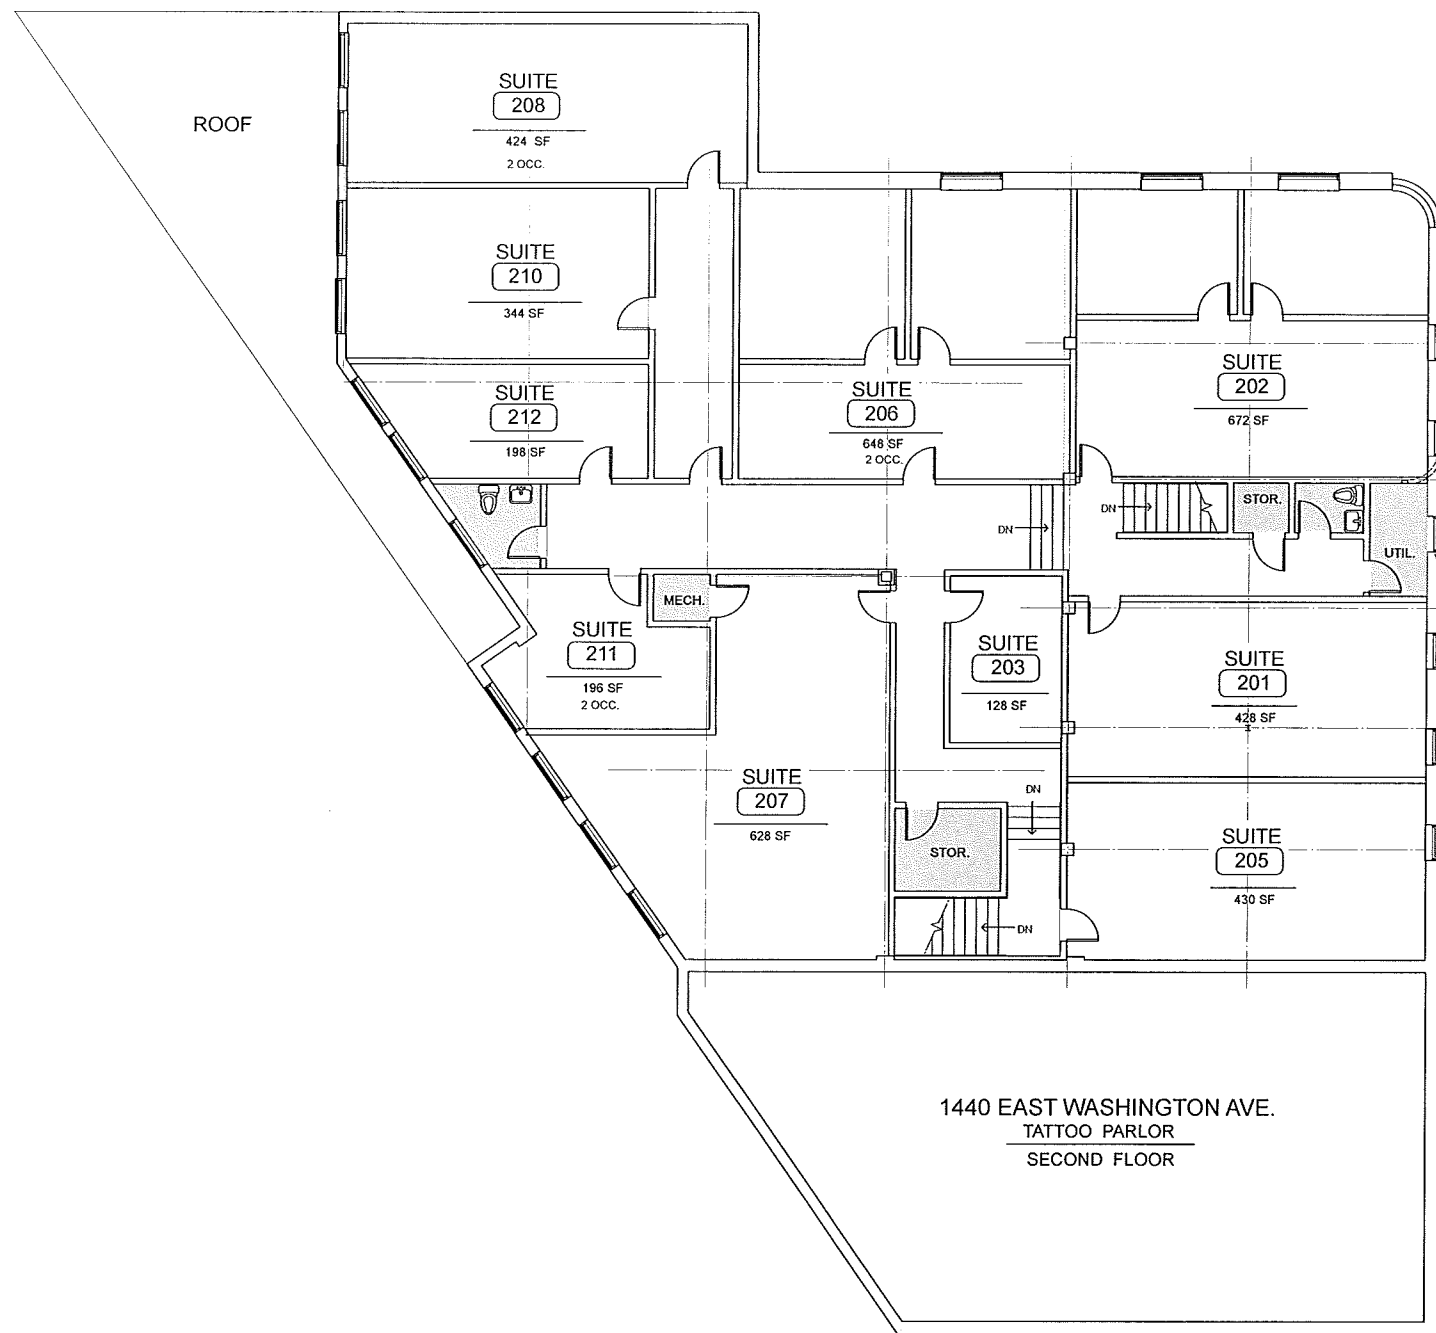 ROOF
SUITE
208
424 SF
2 OCC.
SUITE
210
344 SF
SUITE
212
198 SF
SUITE
206
648 SF
2 OCC.
SUITE
202
672 SF
DN
DN
STOR.
UTIL.
MECH.
SUITE
211
196 SF
2 OCC.
SUITE
203
128 SF
SUITE
201
428 SF
SUITE
207
628 SF
DN
STOR.
DN
SUITE
205
430 SF
1440 EAST WASHINGTON AVE.
TATTOO PARLOR
SECOND FLOOR